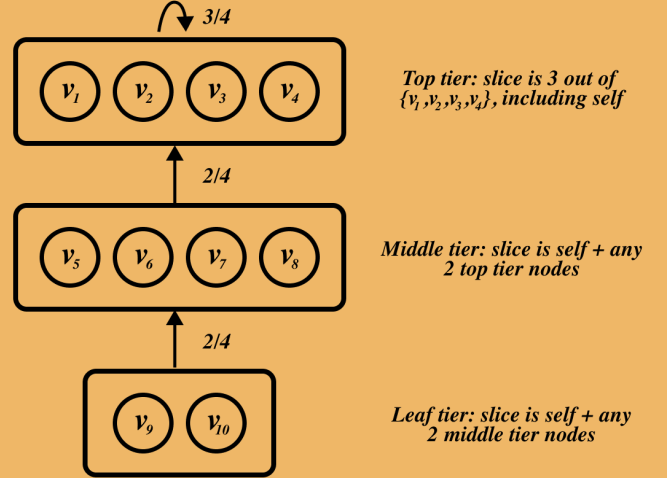 3/4
v1 v2 v3 v4
Top tier: slice is 3 out of
{v1,v2,v3,v4}, including self
2/4
v5 v6 v7 v8
Middle tier: slice is self + any
2 top tier nodes
2/4
v9 v10
Leaf tier: slice is self + any
2 middle tier nodes